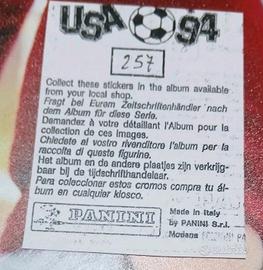 USA 94
257
Collect these stickers in the album available
from your local shop.
Fragt bei Eurem Zeitschriftenhändler nach
dem Album für diese Serie.
Demandez à votre détaillant l'Album pour la
collection de ces images.
Chiedete al vostro rivenditore l'album per la
raccolta di queste figurine.
Het album en de andere plaatjes zijn verkrijg-
baar bij de tijdschrifthandelaar.
Para coleccionar estos cromos compra tu ál-
bum en cualquier kiosco.
PANINI
Made in Italy
by PANINI S.r.l.
Modena